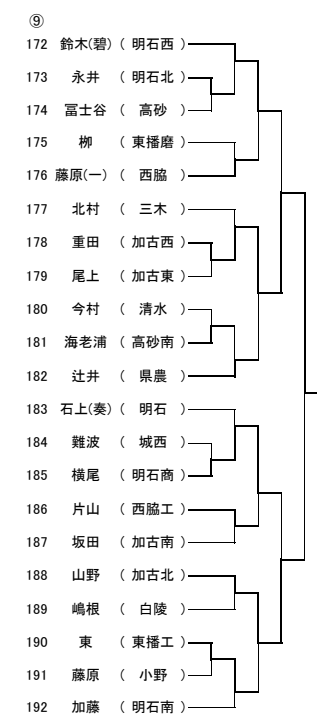 ⑨
172 鈴木(碧) ( 明石西 )
173 永井 ( 明石北 )
174 冨士谷 ( 高砂 )
175 栁 ( 東播磨 )
176 藤原(一) ( 西脇 )
177 北村 ( 三木 )
178 重田 ( 加古西 )
179 尾上 ( 加古東 )
180 今村 ( 清水 )
181 海老浦 ( 高砂南 )
182 辻井 ( 県農 )
183 石上(奏) ( 明石 )
184 難波 ( 城西 )
185 横尾 ( 明石商 )
186 片山 ( 西脇工 )
187 坂田 ( 加古南 )
188 山野 ( 加古北 )
189 嶋根 ( 白陵 )
190 東 ( 東播工 )
191 藤原 ( 小野 )
192 加藤 ( 明石南 )